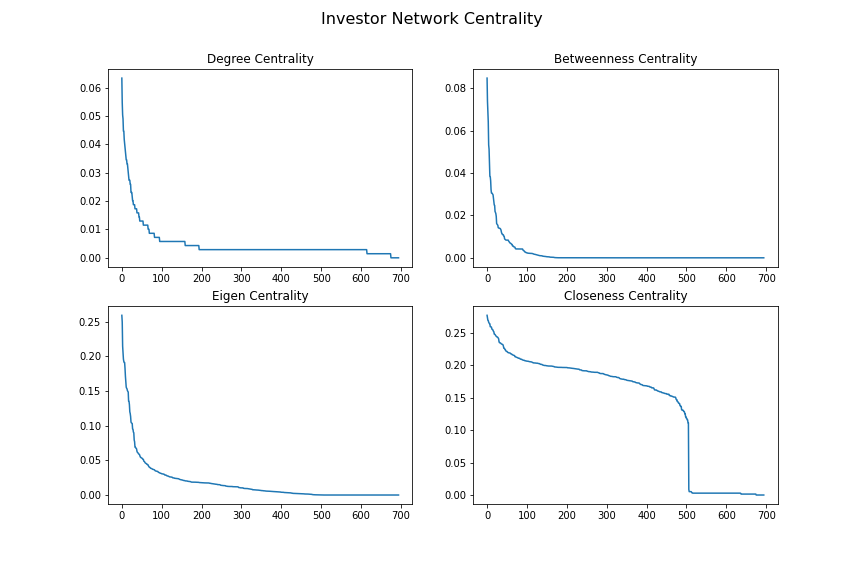 Investor Network Centrality
Degree Centrality
0.06
0.05
0.04
0.03
0.02
0.01
0.00
0 100 200 300 400 500 600 700
Betweenness Centrality
0.08
0.06
0.04
0.02
0.00
0 100 200 300 400 500 600 700
Eigen Centrality
0.25
0.20
0.15
0.10
0.05
0.00
0 100 200 300 400 500 600 700
Closeness Centrality
0.25
0.20
0.15
0.10
0.05
0.00
0 100 200 300 400 500 600 700